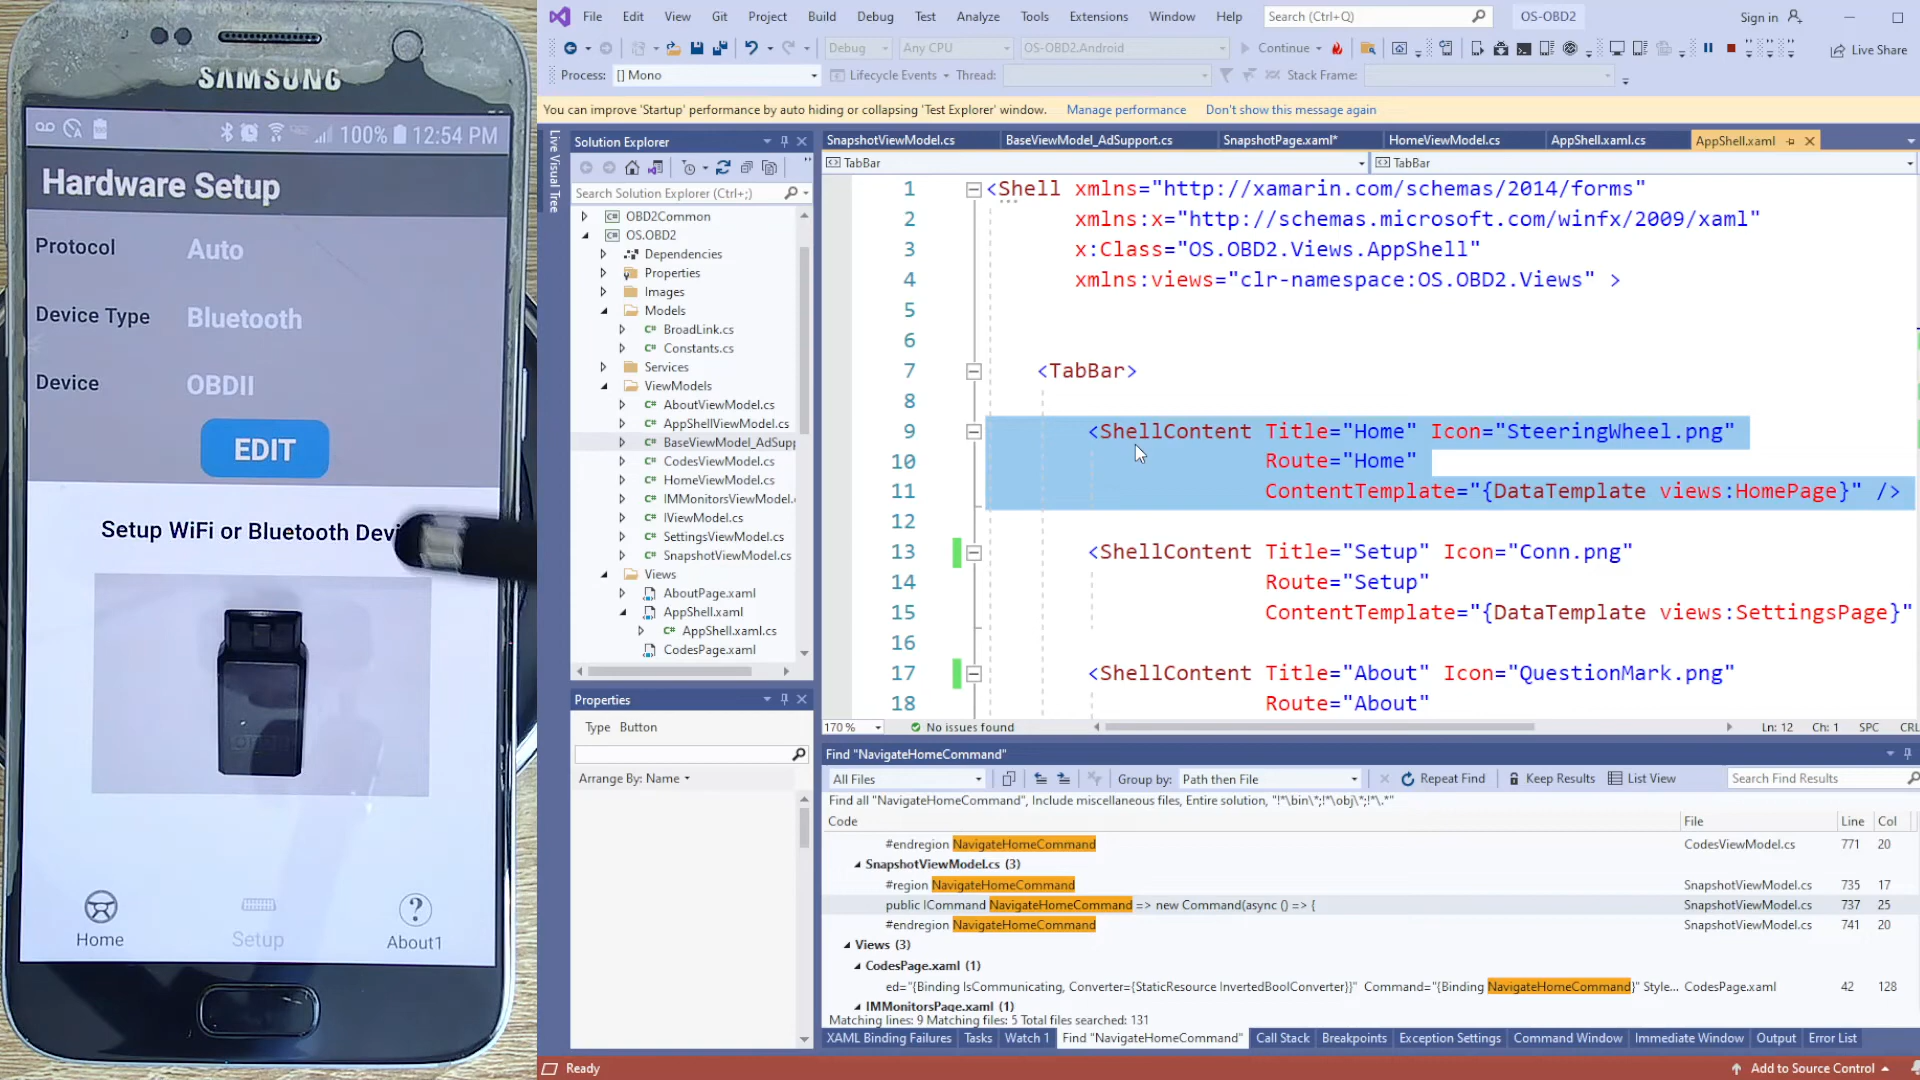 SAMSUNG
100% 12:54 PM
Hardware Setup
Protocol Auto
Device Type Bluetooth
Device OBDII
EDIT
Setup WiFi or Bluetooth Devi
Home Setup About1
File Edit View Git Project Build Debug Test Analyze Tools Extensions Window Help Search (Ctrl+Q) OS-OBD2 Sign in
Debug Any CPU OS-OBD2.Android Continue Live Share
Process: [] Mono Lifecycle Events Thread: Stack Frame:
You can improve 'Startup' performance by auto hiding or collapsing 'Test Explorer' window. Manage performance Don't show this message again
Live Visual Tree
Solution Explorer
Search Solution Explorer (Ctrl+;)
OBD2Common
OS.OBD2
Dependencies
Properties
Images
Models
BroadLink.cs
Constants.cs
Services
ViewModels
AboutViewModel.cs
AppShellViewModel.cs
BaseViewModel_AdSupp
CodesViewModel.cs
HomeViewModel.cs
IMMonitorsViewModel.
IViewModel.cs
SettingsViewModel.cs
SnapshotViewModel.cs
Views
AboutPage.xaml
AppShell.xaml
AppShell.xaml.cs
CodesPage.xaml
Properties
Type Button
Arrange By: Name
SnapshotViewModel.cs BaseViewModel_AdSupport.cs SnapshotPage.xaml* HomeViewModel.cs AppShell.xaml.cs AppShell.xaml
TabBar TabBar
1 <Shell xmlns="http://xamarin.com/schemas/2014/forms"
2 xmlns:x="http://schemas.microsoft.com/winfx/2009/xaml"
3 x:Class="OS.OBD2.Views.AppShell"
4 xmlns:views="clr-namespace:OS.OBD2.Views" >
5
6
7 <TabBar>
8
9 <ShellContent Title="Home" Icon="SteeringWheel.png"
10 Route="Home"
11 ContentTemplate="{DataTemplate views:HomePage}" />
12
13 <ShellContent Title="Setup" Icon="Conn.png"
14 Route="Setup"
15 ContentTemplate="{DataTemplate views:SettingsPage}"
16
17 <ShellContent Title="About" Icon="QuestionMark.png"
18 Route="About"
170 % No issues found Ln: 12 Ch: 1 SPC CRL
Find "NavigateHomeCommand"
All Files Group by: Path then File Repeat Find Keep Results List View Search Find Results
Find all "NavigateHomeCommand", Include miscellaneous files, Entire solution, "!*\bin\*;!*\obj\*;!*\.*"
Code File Line Col
#endregion NavigateHomeCommand CodesViewModel.cs 771 20
SnapshotViewModel.cs (3)
#region NavigateHomeCommand SnapshotViewModel.cs 735 17
public ICommand NavigateHomeCommand => new Command(async () => { SnapshotViewModel.cs 737 25
#endregion NavigateHomeCommand SnapshotViewModel.cs 741 20
Views (3)
CodesPage.xaml (1)
ed="{Binding IsCommunicating, Converter={StaticResource InvertedBoolConverter}}" Command="{Binding NavigateHomeCommand}" Style... CodesPage.xaml 42 128
IMMonitorsPage.xaml (1)
Matching lines: 9 Matching files: 5 Total files searched: 131
XAML Binding Failures Tasks Watch 1 Find "NavigateHomeCommand" Call Stack Breakpoints Exception Settings Command Window Immediate Window Output Error List
Ready Add to Source Control